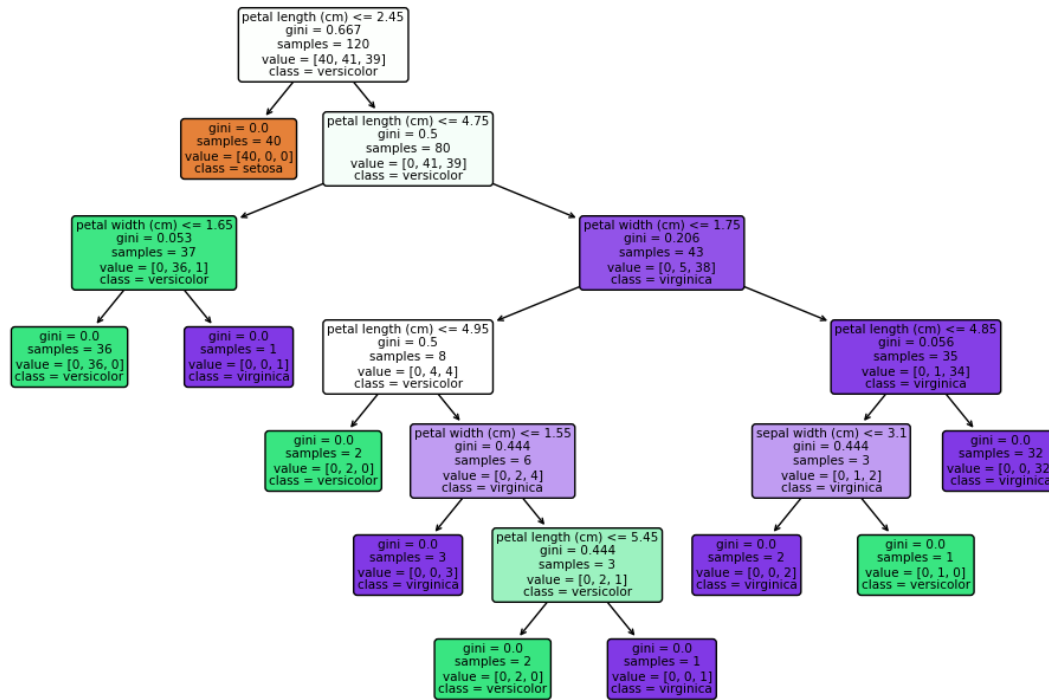 petal length (cm) <= 2.45
gini = 0.667
samples = 120
value = [40, 41, 39]
class = versicolor
gini = 0.0
samples = 40
value = [40, 0, 0]
class = setosa
petal length (cm) <= 4.75
gini = 0.5
samples = 80
value = [0, 41, 39]
class = versicolor
petal width (cm) <= 1.65
gini = 0.053
samples = 37
value = [0, 36, 1]
class = versicolor
petal width (cm) <= 1.75
gini = 0.206
samples = 43
value = [0, 5, 38]
class = virginica
gini = 0.0
samples = 36
value = [0, 36, 0]
class = versicolor
gini = 0.0
samples = 1
value = [0, 0, 1]
class = virginica
petal length (cm) <= 4.95
gini = 0.5
samples = 8
value = [0, 4, 4]
class = versicolor
petal length (cm) <= 4.85
gini = 0.056
samples = 35
value = [0, 1, 34]
class = virginica
gini = 0.0
samples = 2
value = [0, 2, 0]
class = versicolor
petal width (cm) <= 1.55
gini = 0.444
samples = 6
value = [0, 2, 4]
class = virginica
sepal width (cm) <= 3.1
gini = 0.444
samples = 3
value = [0, 1, 2]
class = virginica
gini = 0.0
samples = 32
value = [0, 0, 32]
class = virginica
gini = 0.0
samples = 3
value = [0, 0, 3]
class = virginica
petal length (cm) <= 5.45
gini = 0.444
samples = 3
value = [0, 2, 1]
class = versicolor
gini = 0.0
samples = 2
value = [0, 0, 2]
class = virginica
gini = 0.0
samples = 1
value = [0, 1, 0]
class = versicolor
gini = 0.0
samples = 2
value = [0, 2, 0]
class = versicolor
gini = 0.0
samples = 1
value = [0, 0, 1]
class = virginica